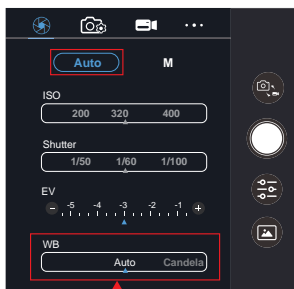 Auto M
ISO
200 320 400
Shutter
1/50 1/60 1/100
EV
-5 -4 -3 -2 -1
WB
Auto Candela